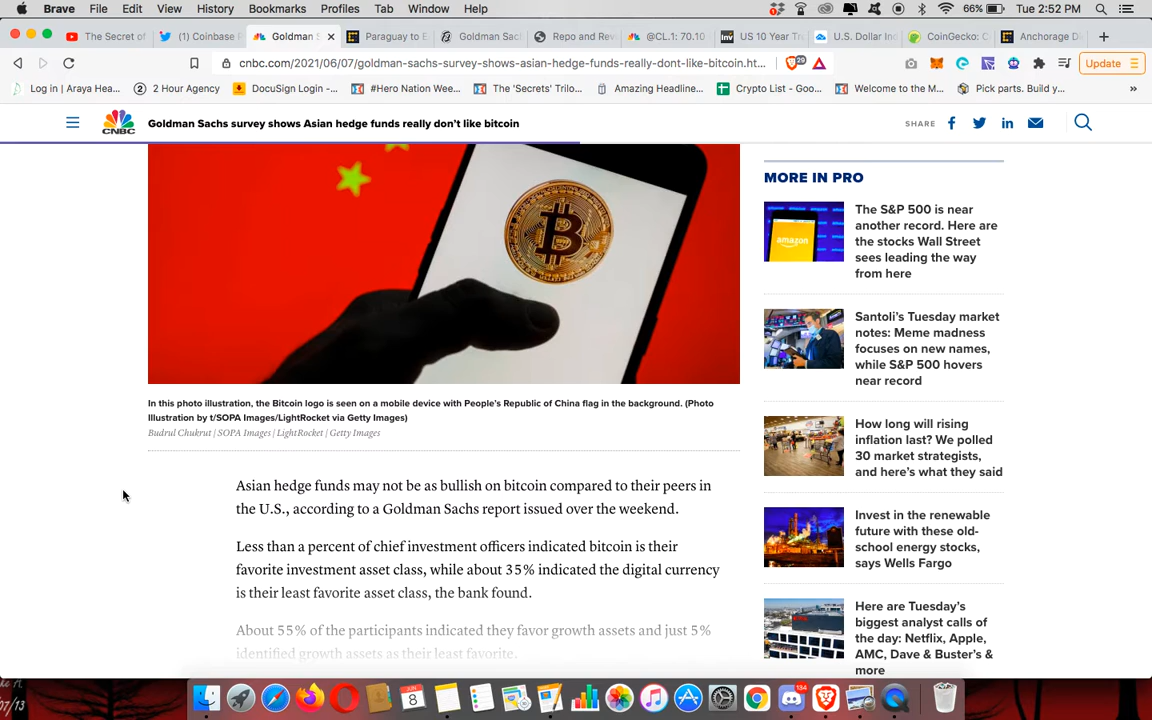 Brave File Edit View History Bookmarks Profiles Tab Window Help 66% Tue 2:52 PM
The Secret of
(1) Coinbase
Goldman S
Paraguay to E
Goldman Sac
Repo and Rev
@CL.1: 70.10
US 10 Year Tr
U.S. Dollar Ind
CoinGecko: C
Anchorage Di
cnbc.com/2021/06/07/goldman-sachs-survey-shows-asian-hedge-funds-really-dont-like-bitcoin.ht...
29
Update
Log in | Araya Hea...
2 Hour Agency
DocuSign Login -...
#Hero Nation Wee...
The 'Secrets' Trilo...
Amazing Headline...
Crypto List - Goo...
Welcome to the M...
Pick parts. Build y...
»
CNBC
Goldman Sachs survey shows Asian hedge funds really don't like bitcoin
SHARE
In this photo illustration, the Bitcoin logo is seen on a mobile device with People's Republic of China flag in the background. (Photo
Illustration by t/SOPA Images/LightRocket via Getty Images)
Budrul Chukrut | SOPA Images | LightRocket | Getty Images
Asian hedge funds may not be as bullish on bitcoin compared to their peers in
the U.S., according to a Goldman Sachs report issued over the weekend.
Less than a percent of chief investment officers indicated bitcoin is their
favorite investment asset class, while about 35% indicated the digital currency
is their least favorite asset class, the bank found.
About 55% of the participants indicated they favor growth assets and just 5%
identified growth assets as their least favorite.
MORE IN PRO
amazon
The S&P 500 is near
another record. Here are
the stocks Wall Street
sees leading the way
from here
Santoli's Tuesday market
notes: Meme madness
focuses on new names,
while S&P 500 hovers
near record
How long will rising
inflation last? We polled
30 market strategists,
and here's what they said
Invest in the renewable
future with these old-
school energy stocks,
says Wells Fargo
Here are Tuesday's
biggest analyst calls of
the day: Netflix, Apple,
AMC, Dave & Buster's &
more
JUN
8
134
07/13